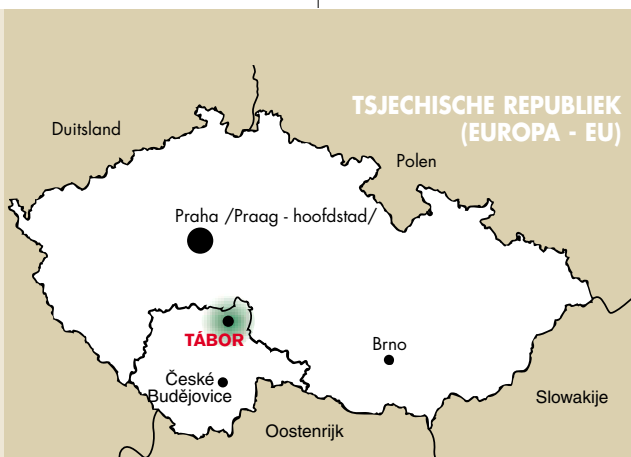 TSJECHISCHE REPUBLIEK
(EUROPA - EU)
Duitsland
Polen
Praha /Praag - hoofdstad/
TÁBOR
Brno
České
Budějovice
Slowakije
Oostenrijk